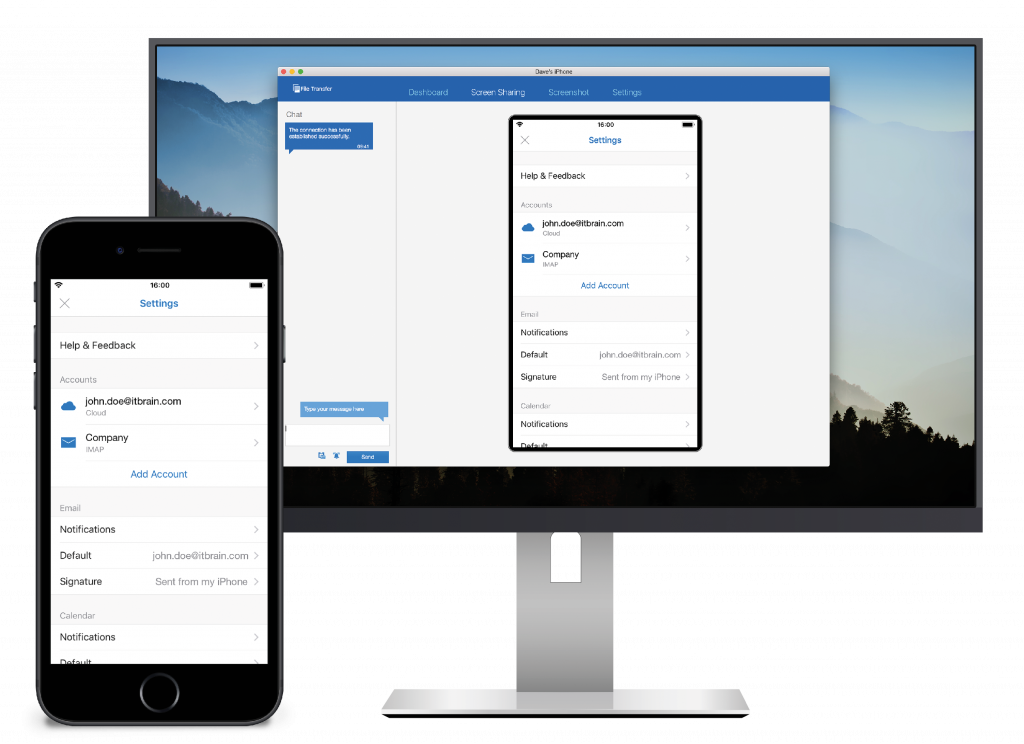 Dave's iPhone
File Transfer
Dashboard
Screen Sharing
Screenshot
Settings
Chat
The connection has been
established successfully.
09:41
Type your message here
Send
16:00
Settings
Help & Feedback
Accounts
john.doe@itbrain.com
Cloud
Company
IMAP
Add Account
Email
Notifications
Default john.doe@itbrain.com
Signature Sent from my iPhone
Calendar
Notifications
Default
16:00
Settings
Help & Feedback
Accounts
john.doe@itbrain.com
Cloud
Company
IMAP
Add Account
Email
Notifications
Default john.doe@itbrain.com
Signature Sent from my iPhone
Calendar
Notifications
Default